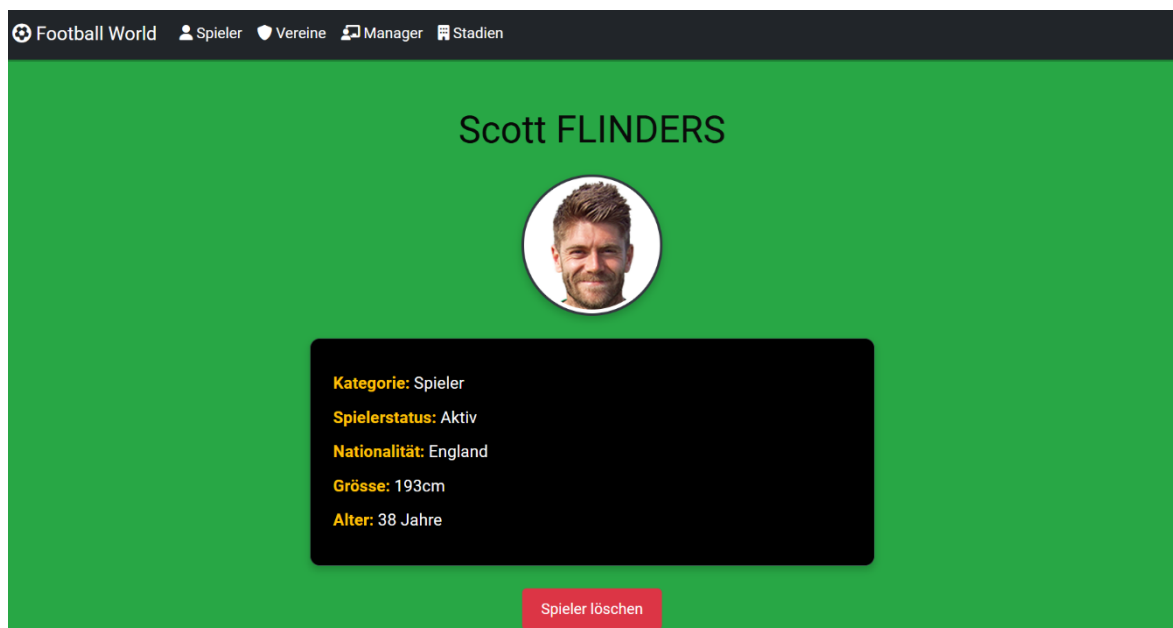 Football World Spieler Vereine Manager Stadien
Scott FLINDERS
Kategorie: Spieler
Spielerstatus: Aktiv
Nationalität: England
Grösse: 193cm
Alter: 38 Jahre
Spieler löschen